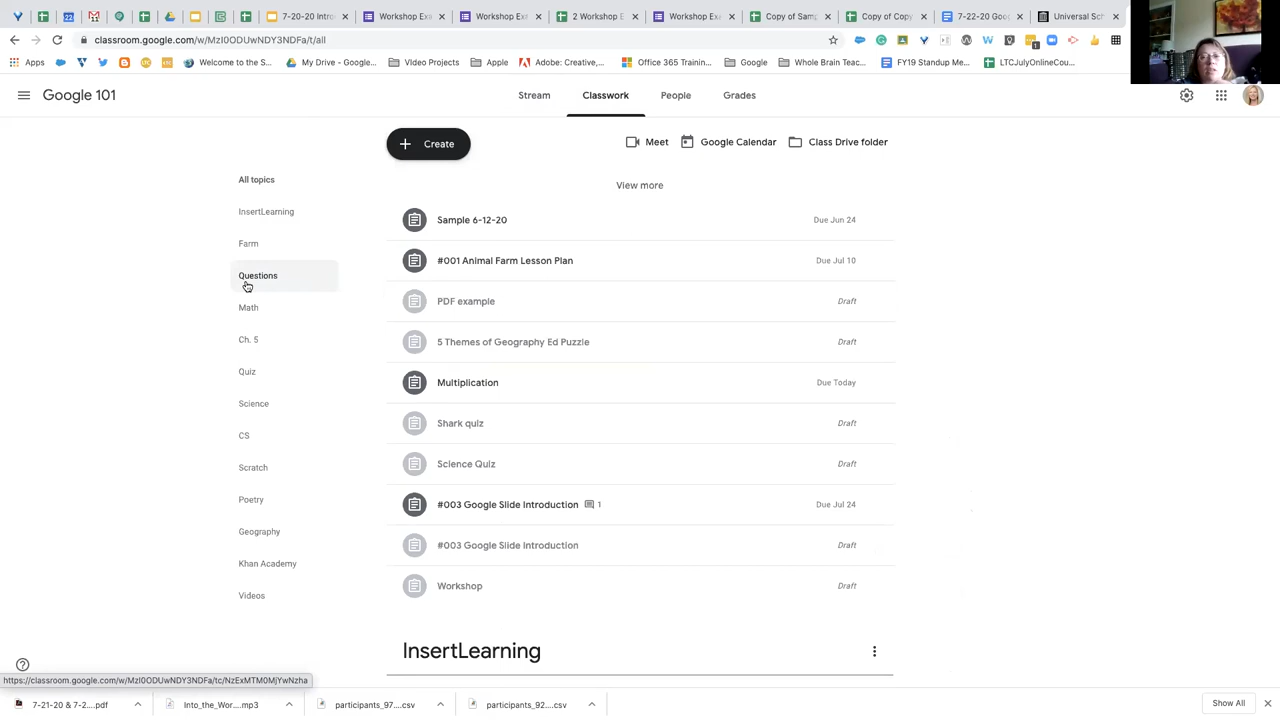 7-20-20 Intro
Workshop Exa
Workshop Exa
2 Workshop E
Workshop Exa
Copy of Samp
Copy of Copy
7-22-20 Goog
Universal Sch
classroom.google.com/w/MzI0ODUwNDY3NDFa/t/all
Apps
Welcome to the S...
My Drive - Google...
Video Projects
Apple
Adobe: Creative,...
Office 365 Trainin...
Google
Whole Brain Teac...
FY19 Standup Me...
LTCJulyOnlineCou...
Google 101
Stream
Classwork
People
Grades
Create
Meet
Google Calendar
Class Drive folder
View more
All topics
InsertLearning
Farm
Questions
Math
Ch. 5
Quiz
Science
CS
Scratch
Poetry
Geography
Khan Academy
Videos
Sample 6-12-20 Due Jun 24
#001 Animal Farm Lesson Plan Due Jul 10
PDF example Draft
5 Themes of Geography Ed Puzzle Draft
Multiplication Due Today
Shark quiz Draft
Science Quiz Draft
#003 Google Slide Introduction 1 Due Jul 24
#003 Google Slide Introduction Draft
Workshop Draft
InsertLearning
https://classroom.google.com/w/MzI0ODUwNDY3NDFa/tc/NzExMTM0MjYwNzha
7-21-20 & 7-2....pdf
Into_the_Wor....mp3
participants_97....csv
participants_92....csv
Show All